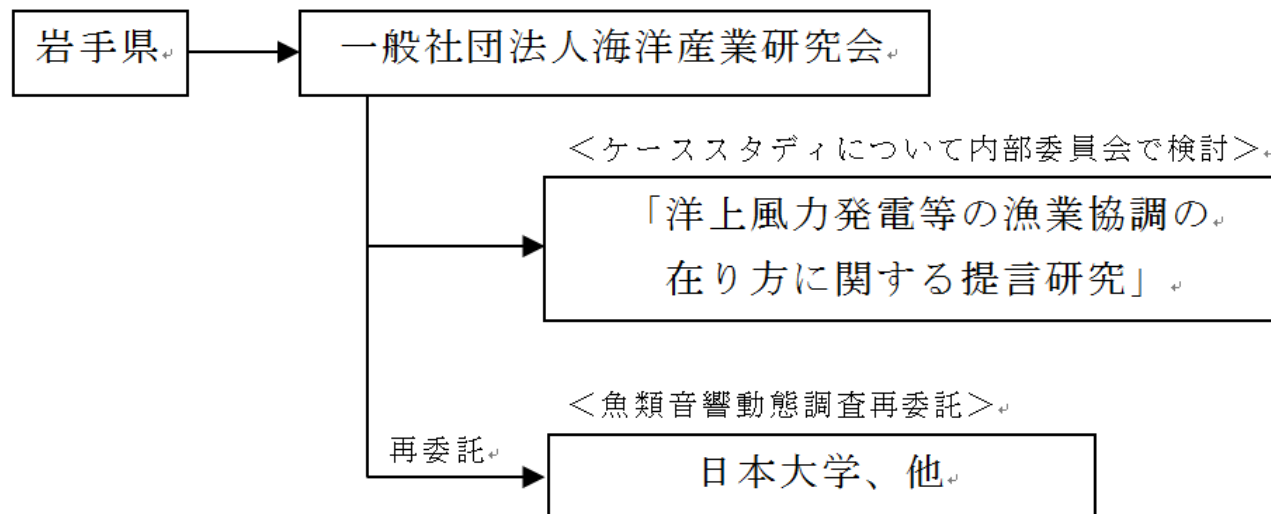 岩手県
一般社団法人海洋産業研究会
＜ケーススタディについて内部委員会で検討＞
「洋上風力発電等の漁業協調の
在り方に関する提言研究」
＜魚類音響動態調査再委託＞
再委託
日本大学、他